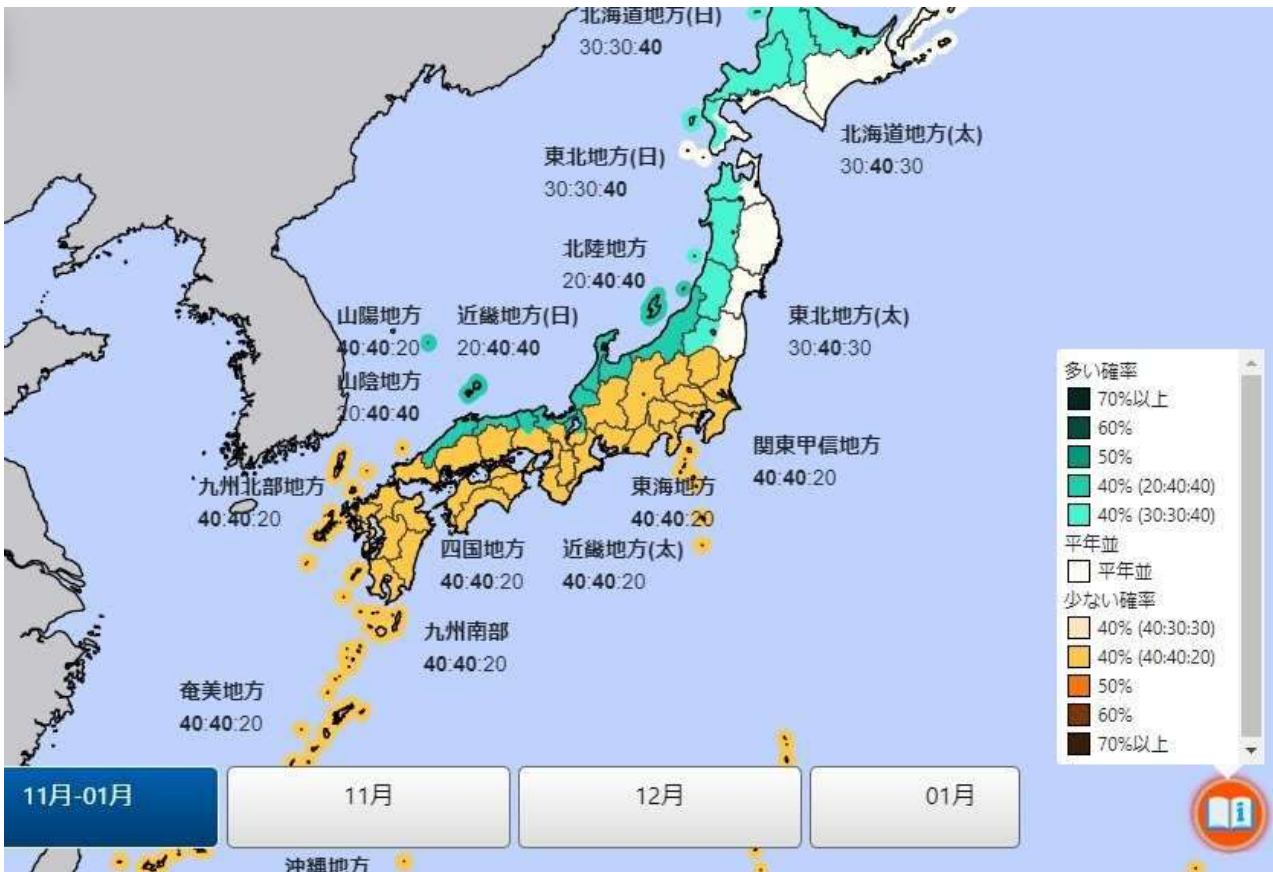 北海道地方(日)
30:30:40
北海道地方(太)
30:40:30
東北地方(日)
30:30:40
北陸地方
20:40:40
山陽地方
40:40:20
近畿地方(日)
20:40:40
東北地方(太)
30:40:30
山陰地方
20:40:40
関東甲信地方
40:40:20
九州北部地方
40:40:20
東海地方
40:40:20
四国地方
40:40:20
近畿地方(太)
40:40:20
九州南部
40:40:20
奄美地方
40:40:20
沖縄地方
多い確率
70%以上
60%
50%
40% (20:40:40)
40% (30:30:40)
平年並
平年並
少ない確率
40% (40:30:30)
40% (40:40:20)
50%
60%
70%以上
11月-01月
11月
12月
01月